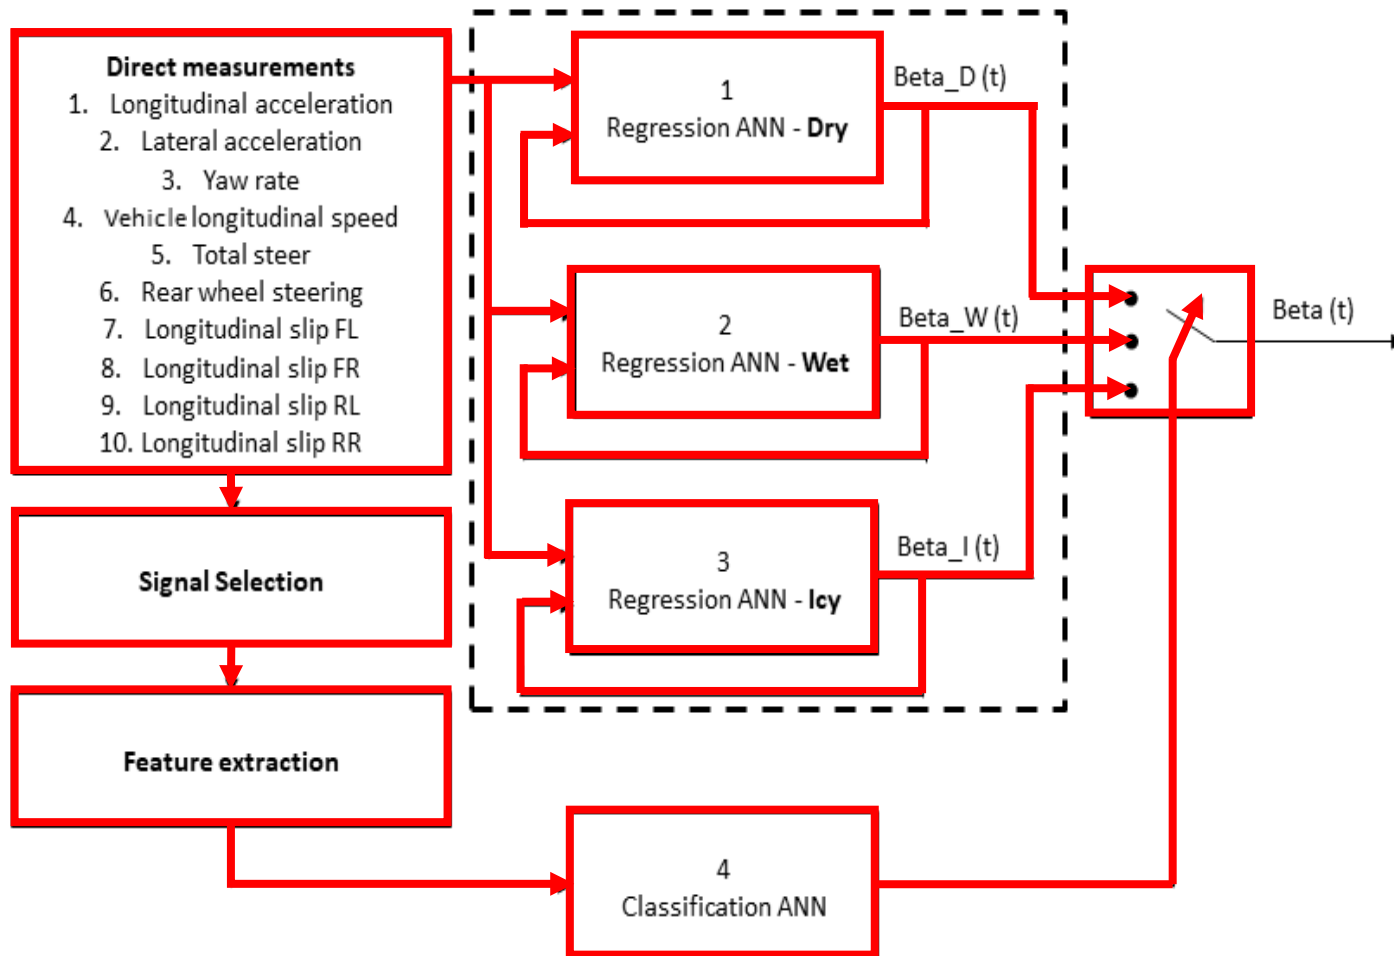 Direct measurements
1. Longitudinal acceleration
2. Lateral acceleration
3. Yaw rate
4. Vehicle longitudinal speed
5. Total steer
6. Rear wheel steering
7. Longitudinal slip FL
8. Longitudinal slip FR
9. Longitudinal slip RL
10. Longitudinal slip RR
Signal Selection
Feature extraction
1
Regression ANN - Dry
Beta_D (t)
2
Regression ANN - Wet
Beta_W (t)
3
Regression ANN - Icy
Beta_I (t)
4
Classification ANN
Beta (t)